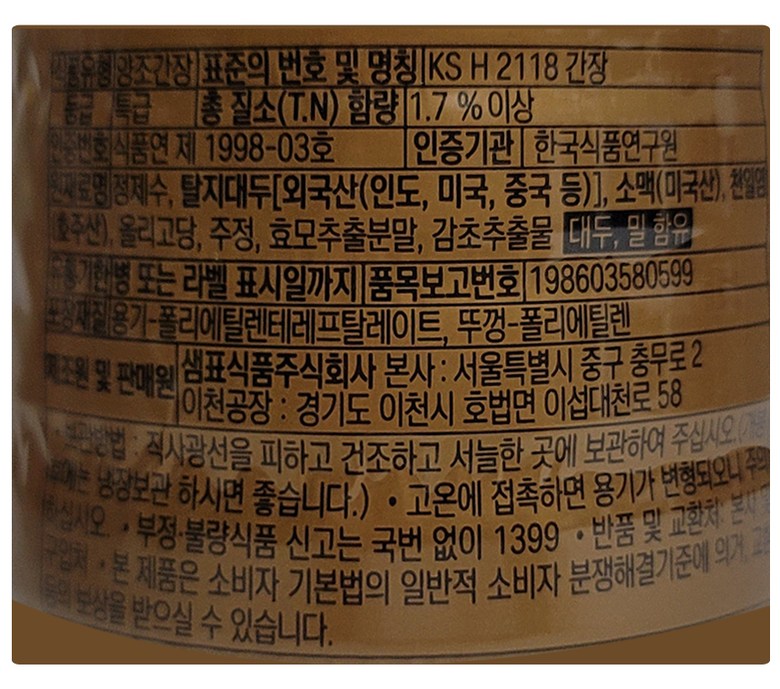 식품유형 양조간장 표준의 번호 및 명칭 KS H 2118 간장
등급 특급 총 질소(T.N) 함량 1.7 % 이상
인증번호 식품연 제 1998-03호 인증기관 한국식품연구원
원재료명 정제수, 탈지대두[외국산(인도, 미국, 중국 등)], 소맥(미국산), 천일염
(호주산), 올리고당, 주정, 효모추출분말, 감초추출물 대두, 밀 함유
유통기한 병 또는 라벨 표시일까지 품목보고번호 198603580599
포장재질 용기-폴리에틸렌테레프탈레이트, 뚜껑-폴리에틸렌
제조원 및 판매원 샘표식품주식회사 본사 : 서울특별시 중구 충무로 2
이천공장 : 경기도 이천시 호법면 이섭대천로 58
· 보관방법 : 직사광선을 피하고 건조하고 서늘한 곳에 보관하여 주십시오.
냉장보관 하시면 좋습니다.) • 고온에 접촉하면 용기가 변형되오니 주의
하십시오. • 부정·불량식품 신고는 국번 없이 1399 • 반품 및 교환처: 본사
구입처 • 본 제품은 소비자 기본법의 일반적 소비자 분쟁해결기준에 의거,
보상을 받으실 수 있습니다.